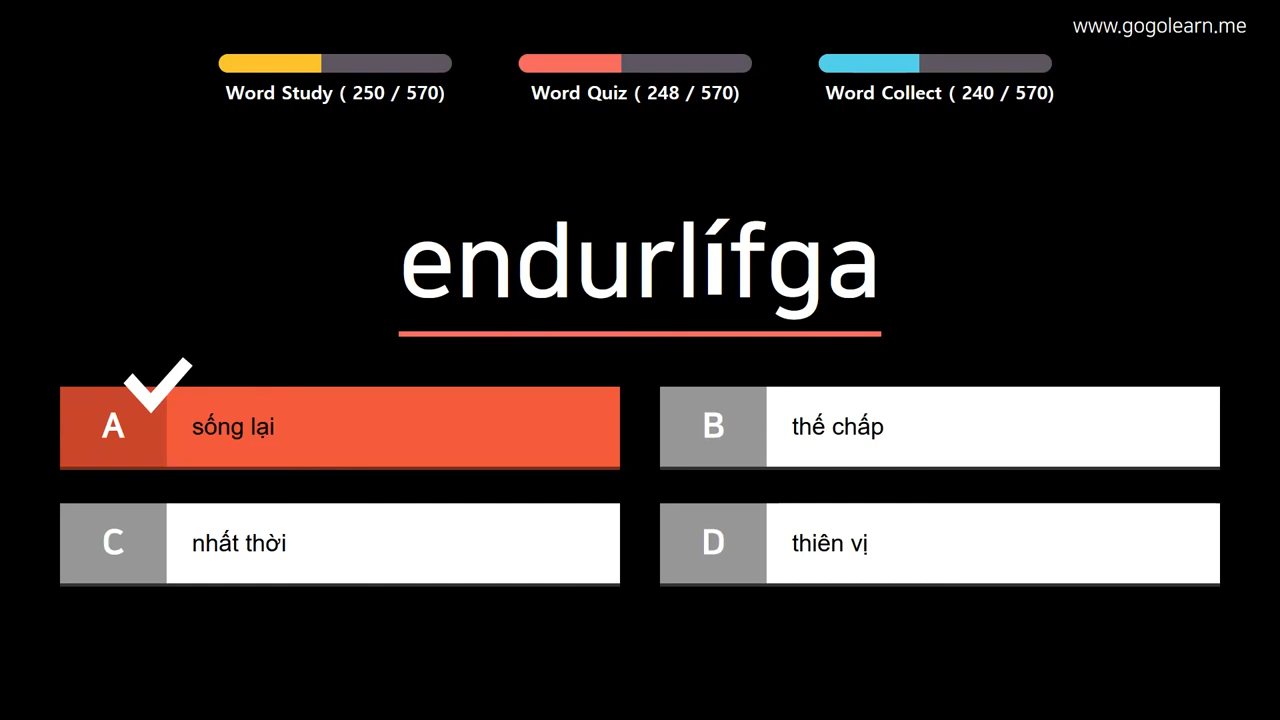 www.gogolearn.me
Word Study ( 250 / 570)
Word Quiz ( 248 / 570)
Word Collect ( 240 / 570)
endurlífga
A
sống lại
B
thế chấp
C
nhất thời
D
thiên vị